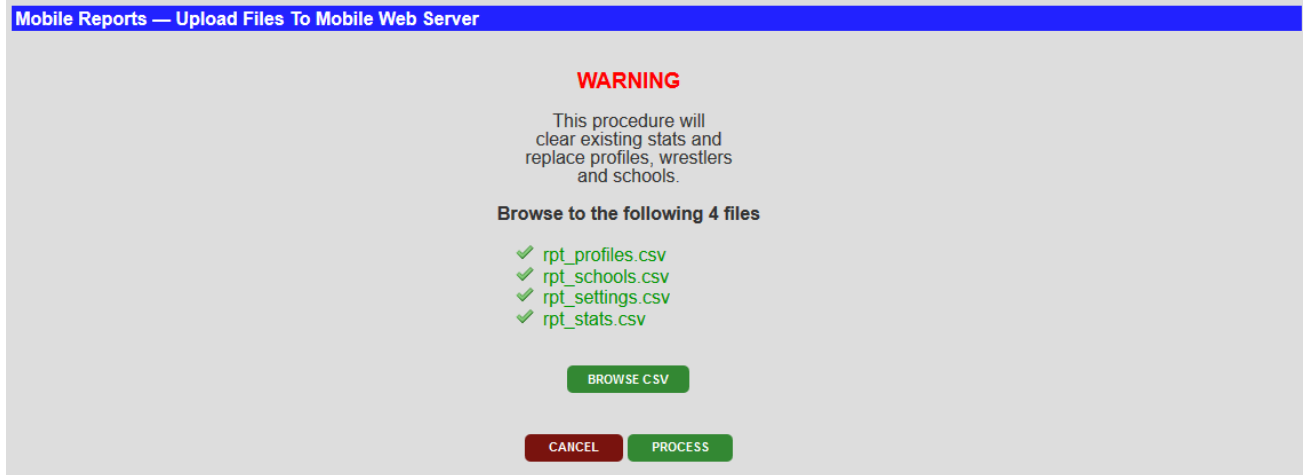 Mobile Reports — Upload Files To Mobile Web Server
WARNING
This procedure will
clear existing stats and
replace profiles, wrestlers
and schools.
Browse to the following 4 files
rpt_profiles.csv
rpt_schools.csv
rpt_settings.csv
rpt_stats.csv
BROWSE CSV
CANCEL PROCESS